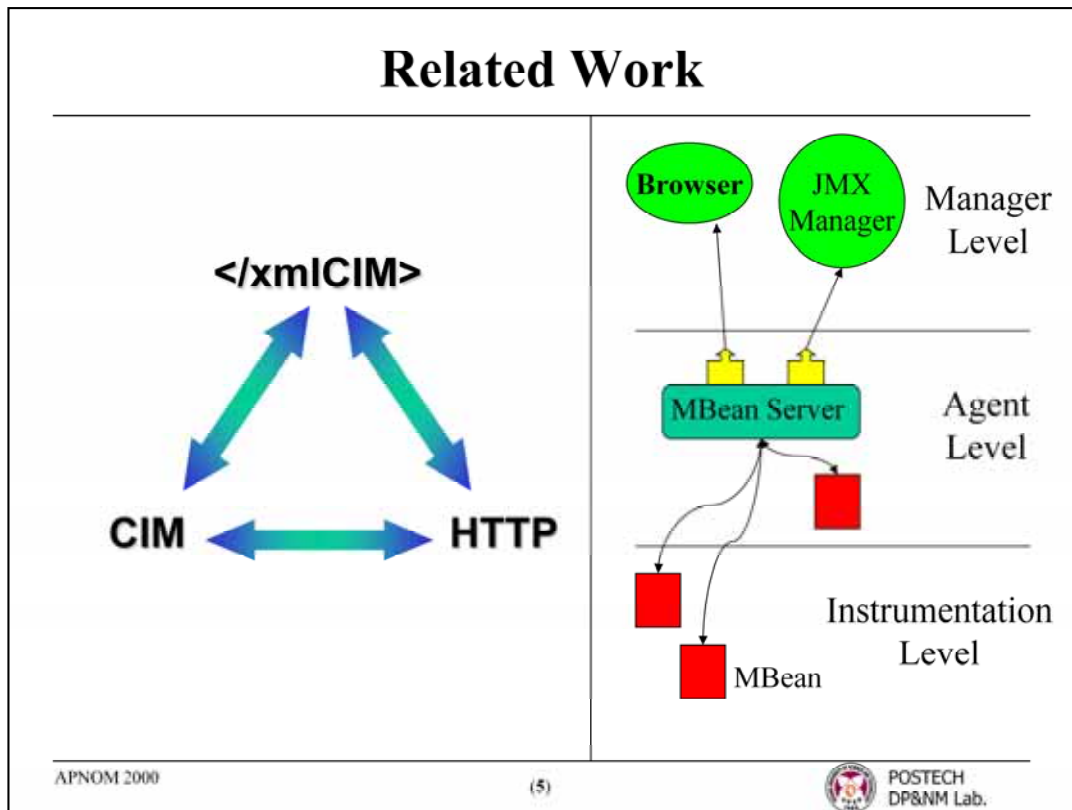 Related Work
</xmlCIM>
CIM
HTTP
Browser
JMX
Manager
Manager
Level
MBean Server
Agent
Level
Instrumentation
Level
MBean
APNOM 2000
(5)
POSTECH
DP&NM Lab.